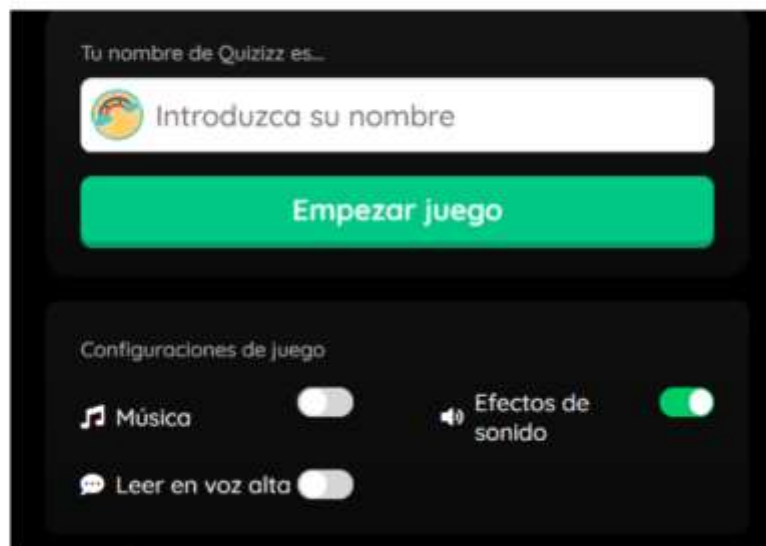 Tu nombre de Quizizz es...
Introduzca su nombre
Empezar juego
Configuraciones de juego
Música
Efectos de
sonido
Leer en voz alta